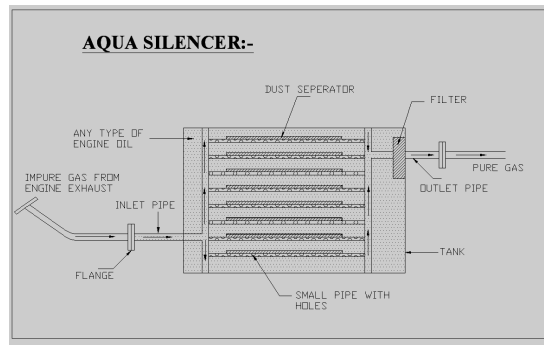 AQUA SILENCER:-
DUST SEPERATOR
FILTER
ANY TYPE OF
ENGINE OIL
PURE GAS
IMPURE GAS FROM
ENGINE EXHAUST
OUTLET PIPE
INLET PIPE
TANK
FLANGE
SMALL PIPE WITH
HOLES